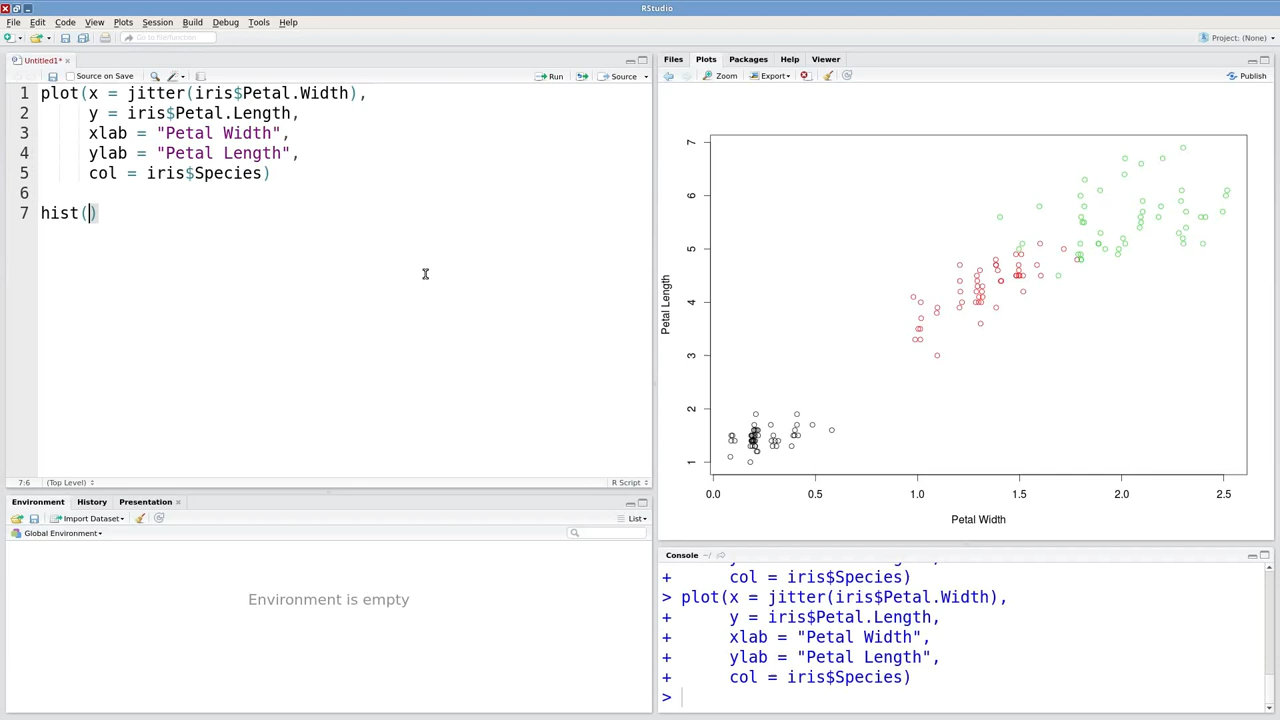 RStudio
File Edit Code View Plots Session Build Debug Tools Help
Go to file/function
Project: (None)
Untitled1*
Source on Save
Run
Source
1 plot(x = jitter(iris$Petal.Width),
2 y = iris$Petal.Length,
3 xlab = "Petal Width",
4 ylab = "Petal Length",
5 col = iris$Species)
6
7 hist()
7:6 (Top Level) R Script
Environment History Presentation
Import Dataset List
Global Environment
Environment is empty
Files Plots Packages Help Viewer
Zoom Export Publish
Petal Length
7
6
5
4
3
2
1
0.0 0.5 1.0 1.5 2.0 2.5
Petal Width
Console ~/
+ col = iris$Species)
> plot(x = jitter(iris$Petal.Width),
+ y = iris$Petal.Length,
+ xlab = "Petal Width",
+ ylab = "Petal Length",
+ col = iris$Species)
>